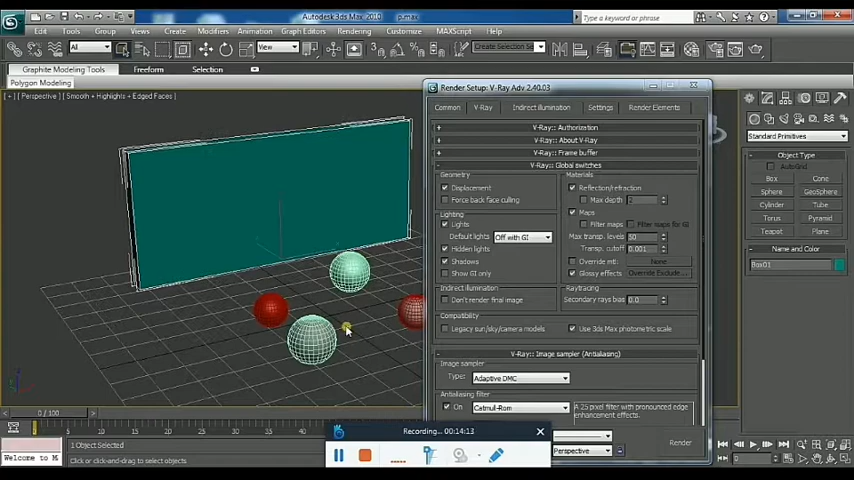 Autodesk 3ds Max 2010
p.max
Type a keyword or phrase
Edit
Tools
Group
Views
Create
Modifiers
Animation
Graph Editors
Rendering
Customize
MAXScript
Help
All
View
Create Selection Se
Graphite Modeling Tools
Freeform
Selection
Polygon Modeling
[ + ] Perspective [ Smooth + Highlights + Edged Faces ]
Render Setup: V-Ray Adv 2.40.03
Common
V-Ray
Indirect illumination
Settings
Render Elements
V-Ray:: Authorization
V-Ray:: About V-Ray
V-Ray:: Frame buffer
V-Ray:: Global switches
Geometry
Displacement
Force back face culling
Lighting
Lights
Default lights
Off with GI
Hidden lights
Shadows
Show GI only
Indirect illumination
Don't render final image
Compatibility
Legacy sun/sky/camera models
Materials
Reflection/refraction
Max depth
2
Maps
Filter maps
Filter maps for GI
Max transp. levels
50
Transp. cutoff
0.001
Override mtl:
None
Glossy effects
Override Exclude...
Raytracing
Secondary rays bias
0.0
Use 3ds Max photometric scale
V-Ray:: Image sampler (Antialiasing)
Image sampler
Type:
Adaptive DMC
Antialiasing filter
On
Catmull-Rom
A 25 pixel filter with pronounced edge
enhancement effects.
Perspective
Render
Standard Primitives
Object Type
AutoGrid
Box
Cone
Sphere
GeoSphere
Cylinder
Tube
Torus
Pyramid
Teapot
Plane
Name and Color
Box01
0 / 100
Recording... 00:14:13
1 Object Selected
Click or click-and-drag to select objects
Welcome to M
0